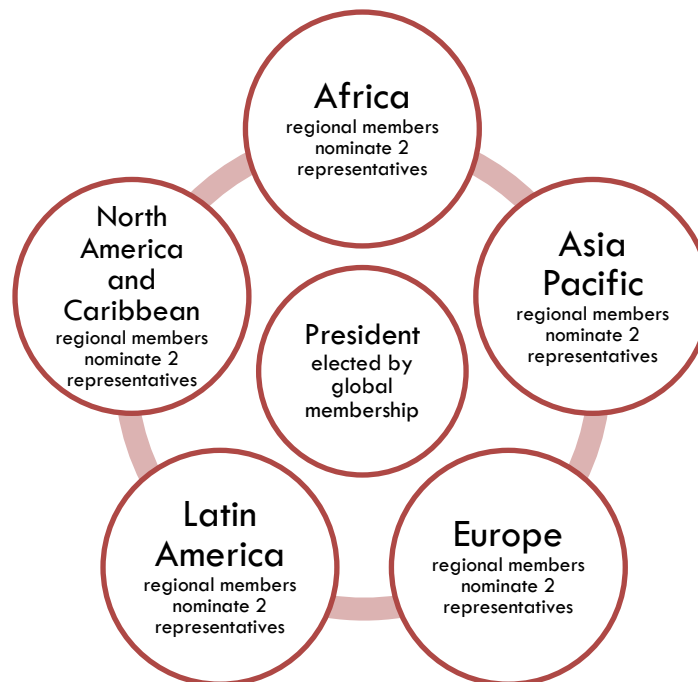 Africa
regional members
nominate 2
representatives
North
America
and
Caribbean
regional members
nominate 2
representatives
Asia
Pacific
regional members
nominate 2
representatives
President
elected by
global
membership
Latin
America
regional members
nominate 2
representatives
Europe
regional members
nominate 2
representatives